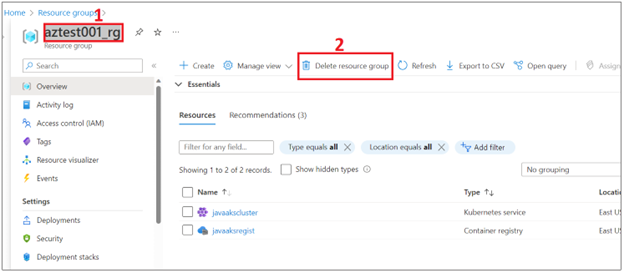 Home > Resource groups >
1
aztest001_rg
Resource group
2
Search
Create Manage view Delete resource group Refresh Export to CSV Open query Assign
Essentials
Overview
Activity log
Access control (IAM)
Tags
Resource visualizer
Events
Settings
Deployments
Security
Deployment stacks
Resources Recommendations (3)
Filter for any field... Type equals all Location equals all Add filter
Showing 1 to 2 of 2 records. Show hidden types No grouping
Name ↑↓ Type ↑↓ Locatio
javaakscluster Kubernetes service East US
javaaksregist Container registry East US